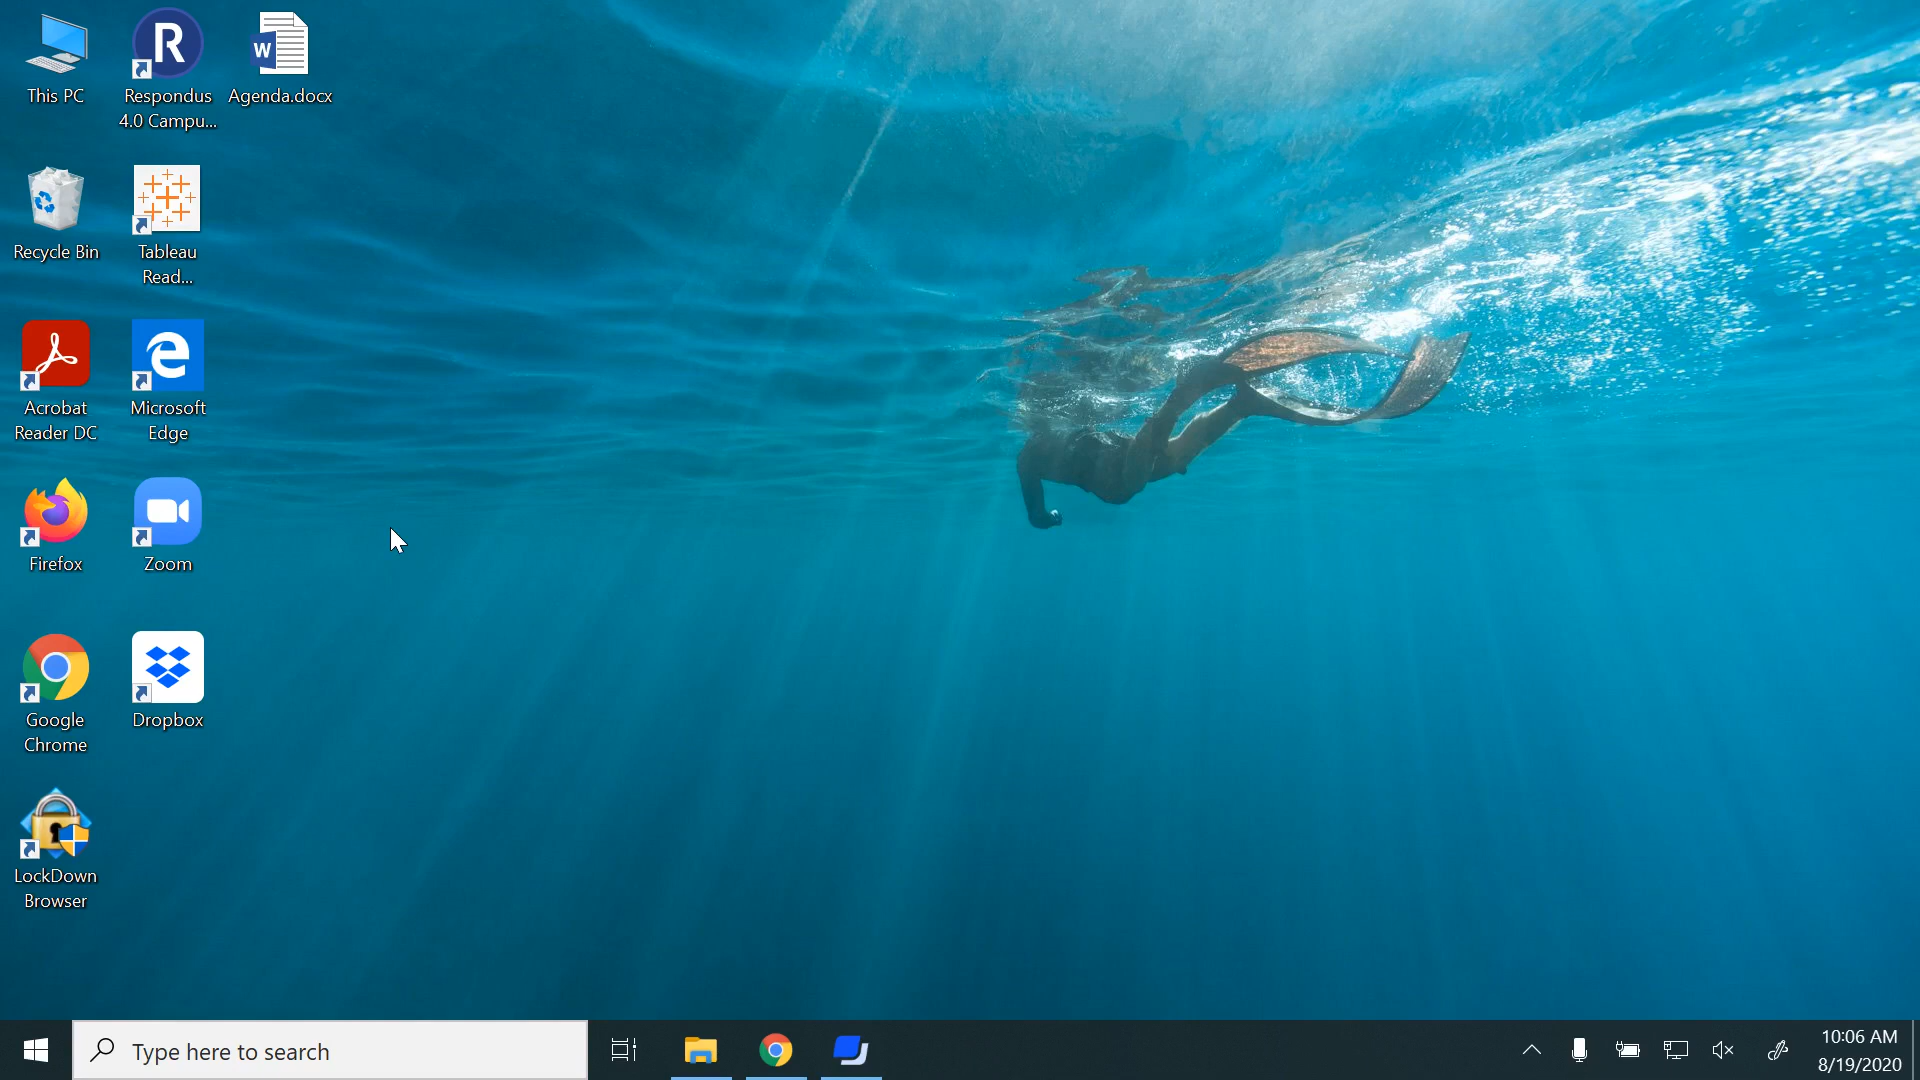 This PC
Respondus
4.0 Campu...
Agenda.docx
Recycle Bin
Tableau
Read...
Acrobat
Reader DC
Microsoft
Edge
Firefox
Zoom
Google
Chrome
Dropbox
LockDown
Browser
Type here to search
10:06 AM
8/19/2020